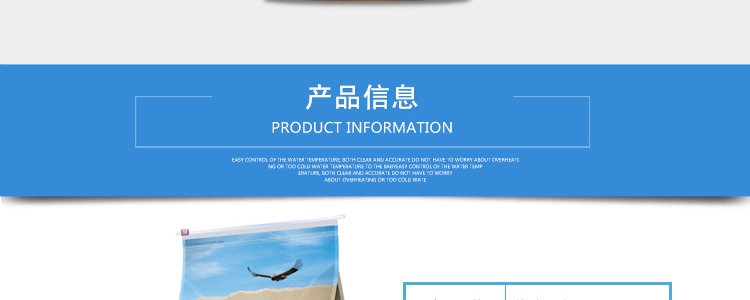 产品信息
PRODUCT INFORMATION
EASY CONTROL OF THE WATER TEMPERATURE, BOTH CLEAR AND ACCURATE DO NOT HAVE TO WORRY ABOUT OVERHEATI
NG OR TOO COLD WATER TEMPERATURE TO THE BABYEASY CONTROL OF THE WATER TEMP
ERATURE, BOTH CLEAR AND ACCURATE DO NOT HAVE TO WORRY
ABOUT OVERHEATING OR TOO COLD WATE